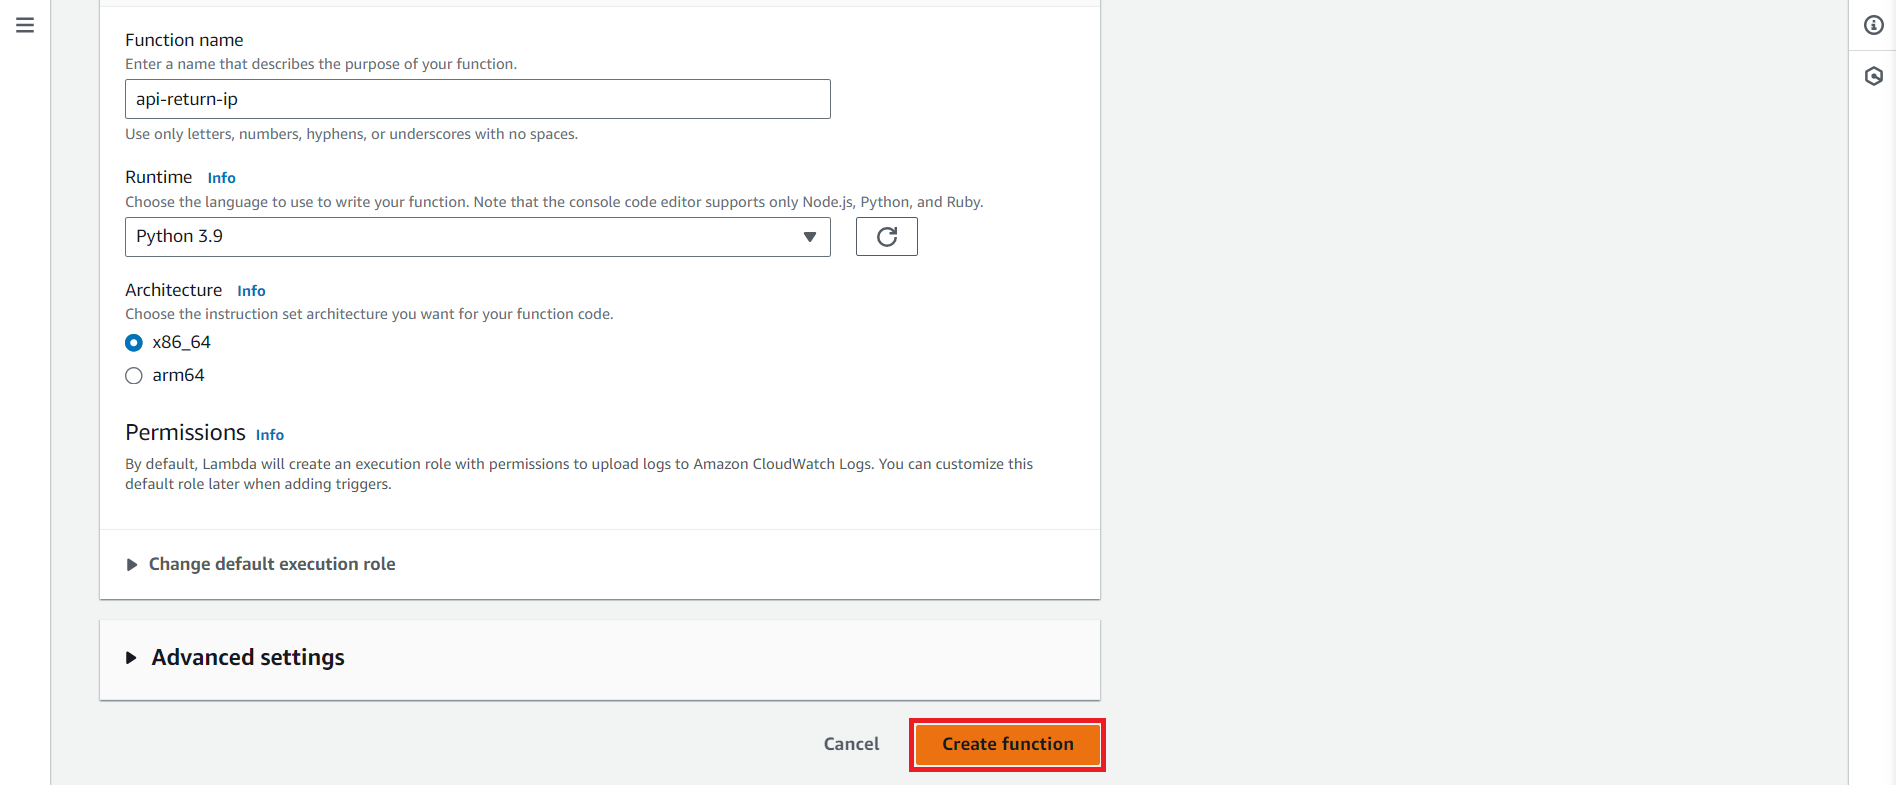 Function name
Enter a name that describes the purpose of your function.
api-return-ip
Use only letters, numbers, hyphens, or underscores with no spaces.
Runtime Info
Choose the language to use to write your function. Note that the console code editor supports only Node.js, Python, and Ruby.
Python 3.9
Architecture Info
Choose the instruction set architecture you want for your function code.
x86_64
arm64
Permissions Info
By default, Lambda will create an execution role with permissions to upload logs to Amazon CloudWatch Logs. You can customize this
default role later when adding triggers.
Change default execution role
Advanced settings
Cancel Create function